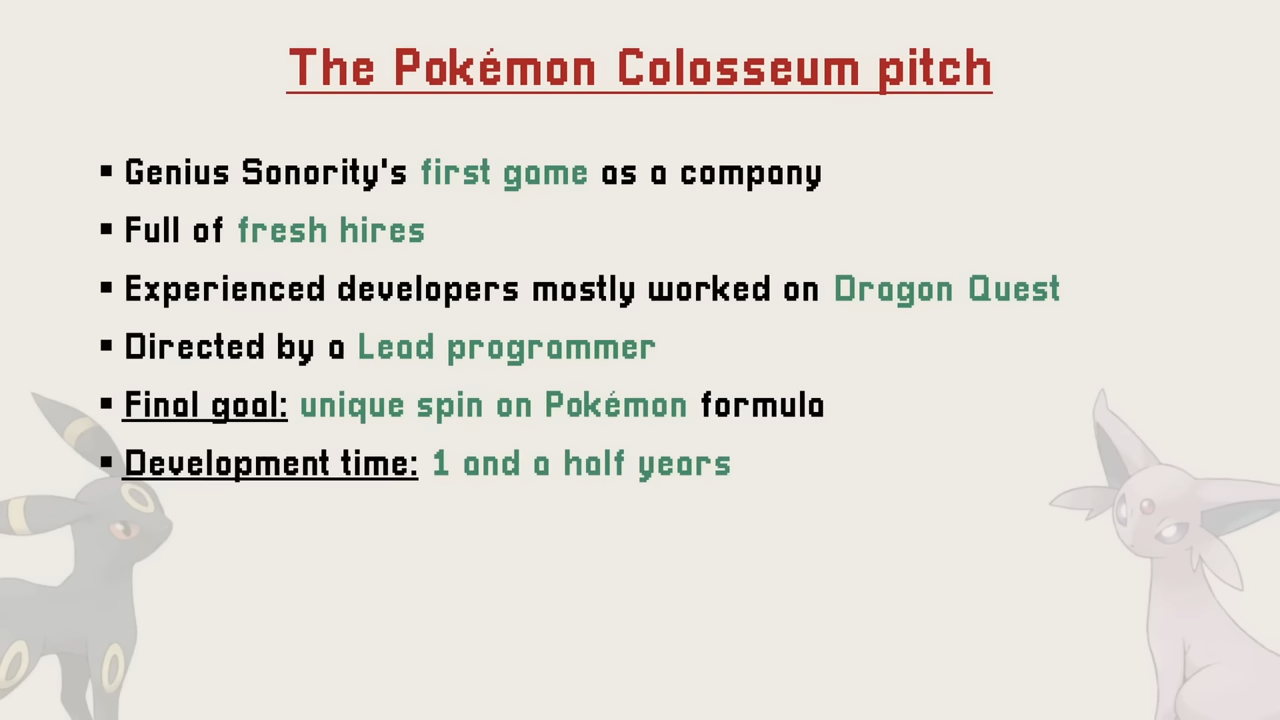 The Pokémon Colosseum pitch
▪ Genius Sonority's first game as a company
▪ Full of fresh hires
▪ Experienced developers mostly worked on Dragon Quest
▪ Directed by a Lead programmer
▪ Final goal: unique spin on Pokémon formula
▪ Development time: 1 and a half years